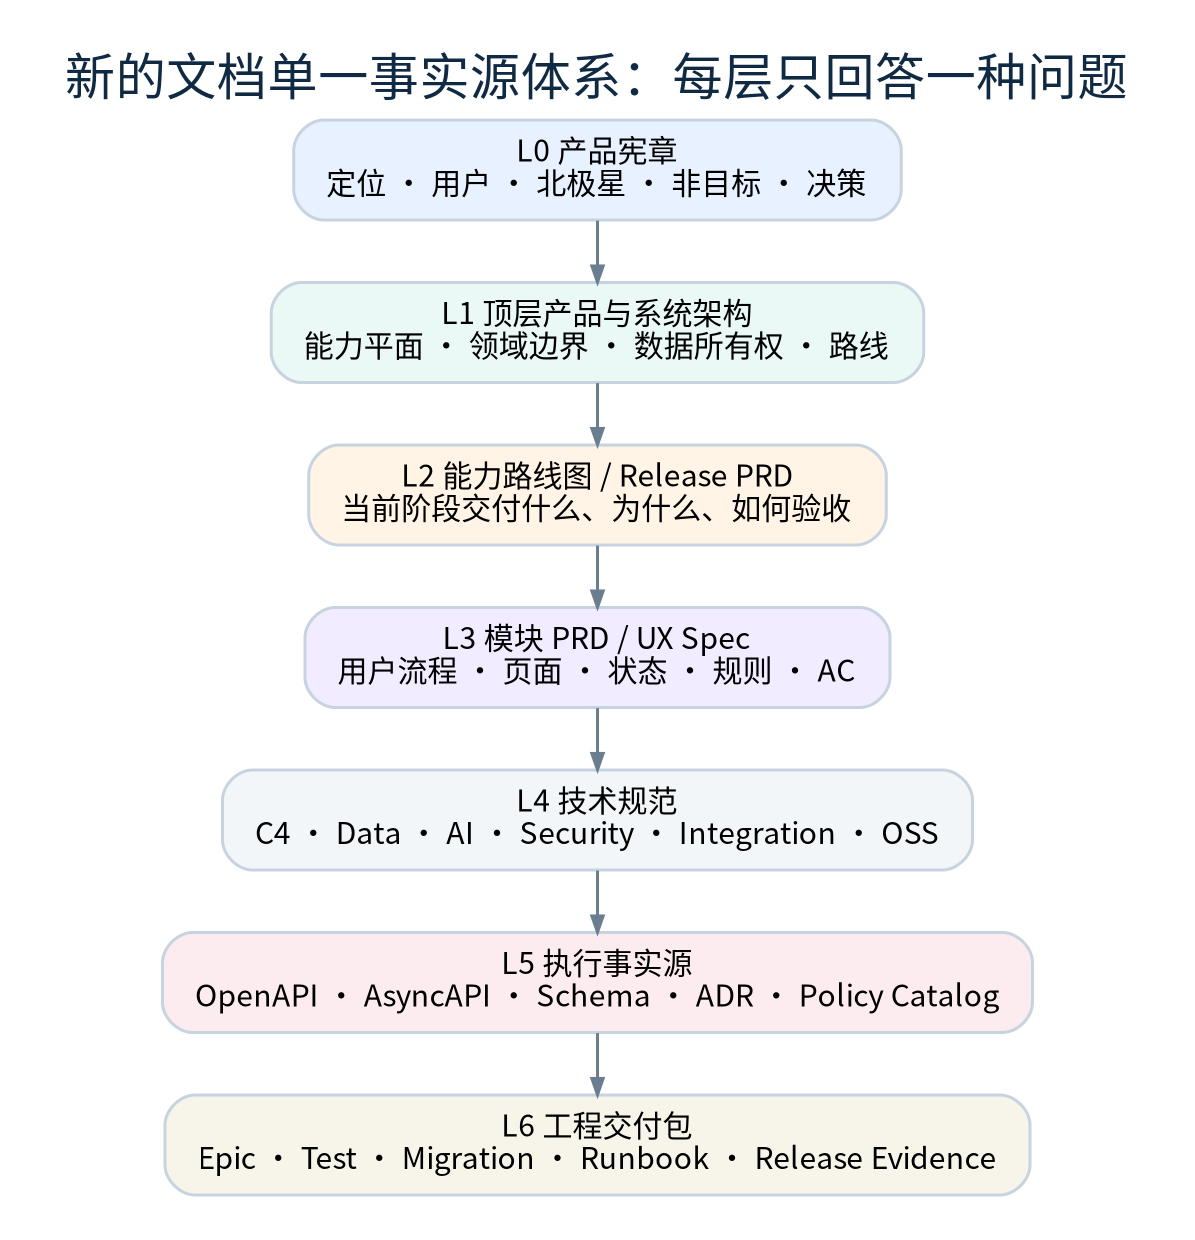 新的文档单一事实源体系：每层只回答一种问题
L0 产品宪章
定位 · 用户 · 北极星 · 非目标 · 决策
L1 顶层产品与系统架构
能力平面 · 领域边界 · 数据所有权 · 路线
L2 能力路线图 / Release PRD
当前阶段交付什么、为什么、如何验收
L3 模块 PRD / UX Spec
用户流程 · 页面 · 状态 · 规则 · AC
L4 技术规范
C4 · Data · AI · Security · Integration · OSS
L5 执行事实源
OpenAPI · AsyncAPI · Schema · ADR · Policy Catalog
L6 工程交付包
Epic · Test · Migration · Runbook · Release Evidence